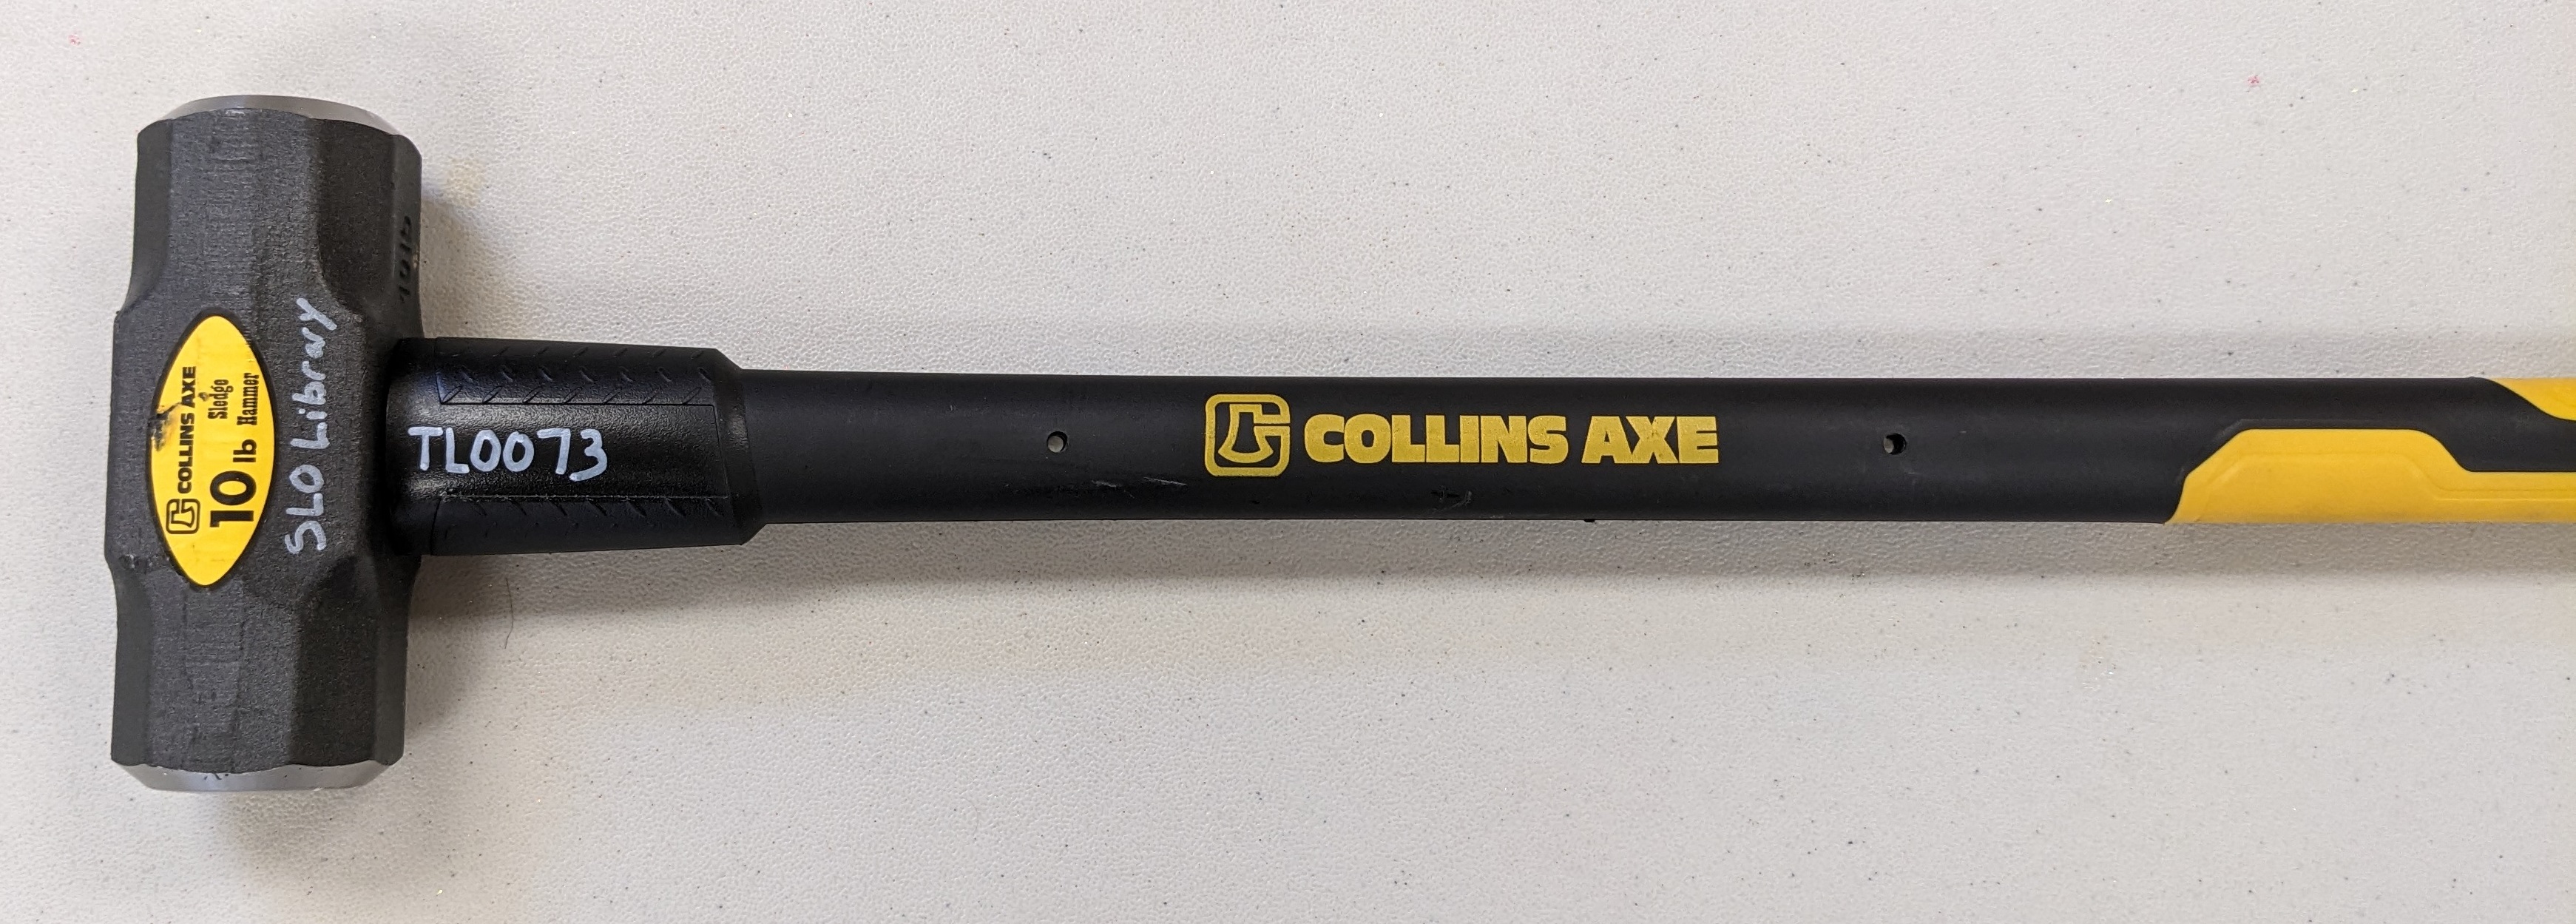 COLLINS AXE
10 lb Sledge Hammer
SLO Library
TL0073
COLLINS AXE